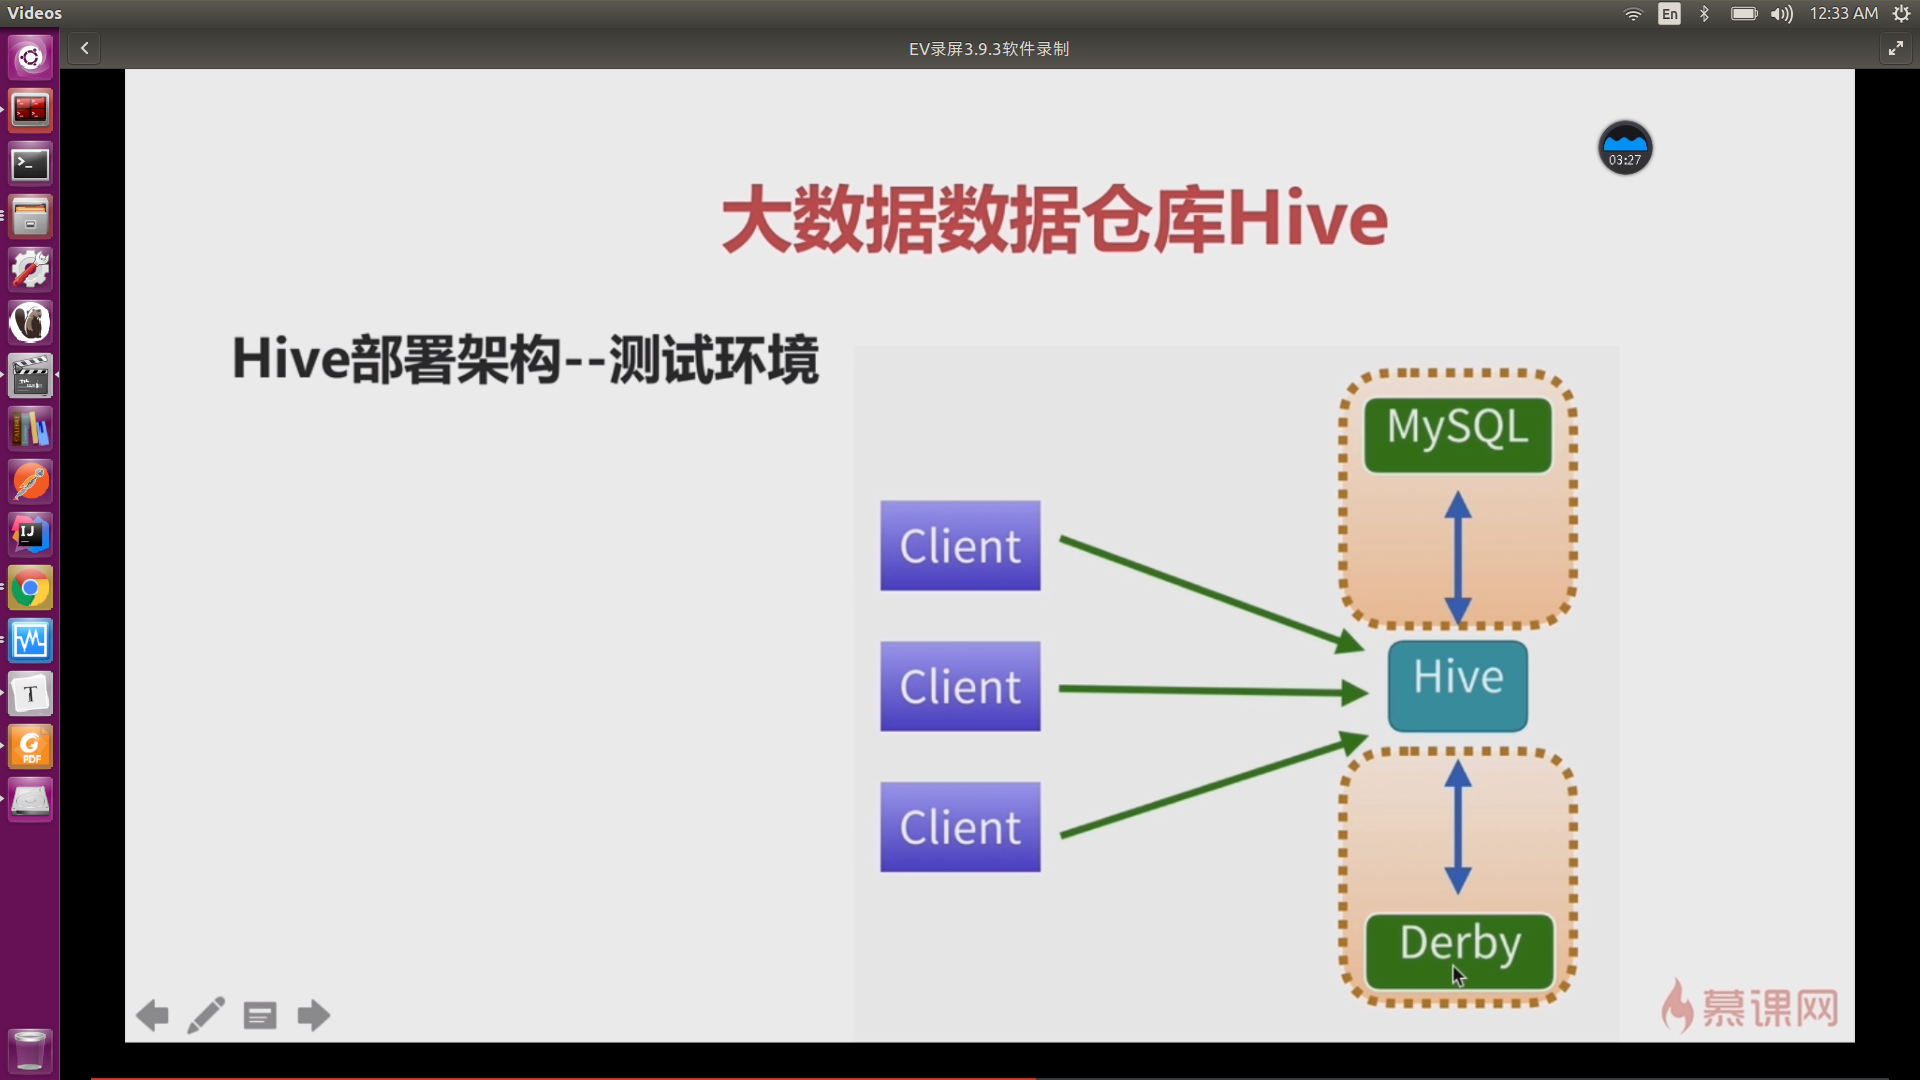 Videos
En
12:33 AM
EV录屏3.9.3软件录制
03:27
大数据数据仓库Hive
Hive部署架构--测试环境
MySQL
Client
Client
Hive
Client
Derby
慕课网
IJ
T
PDF